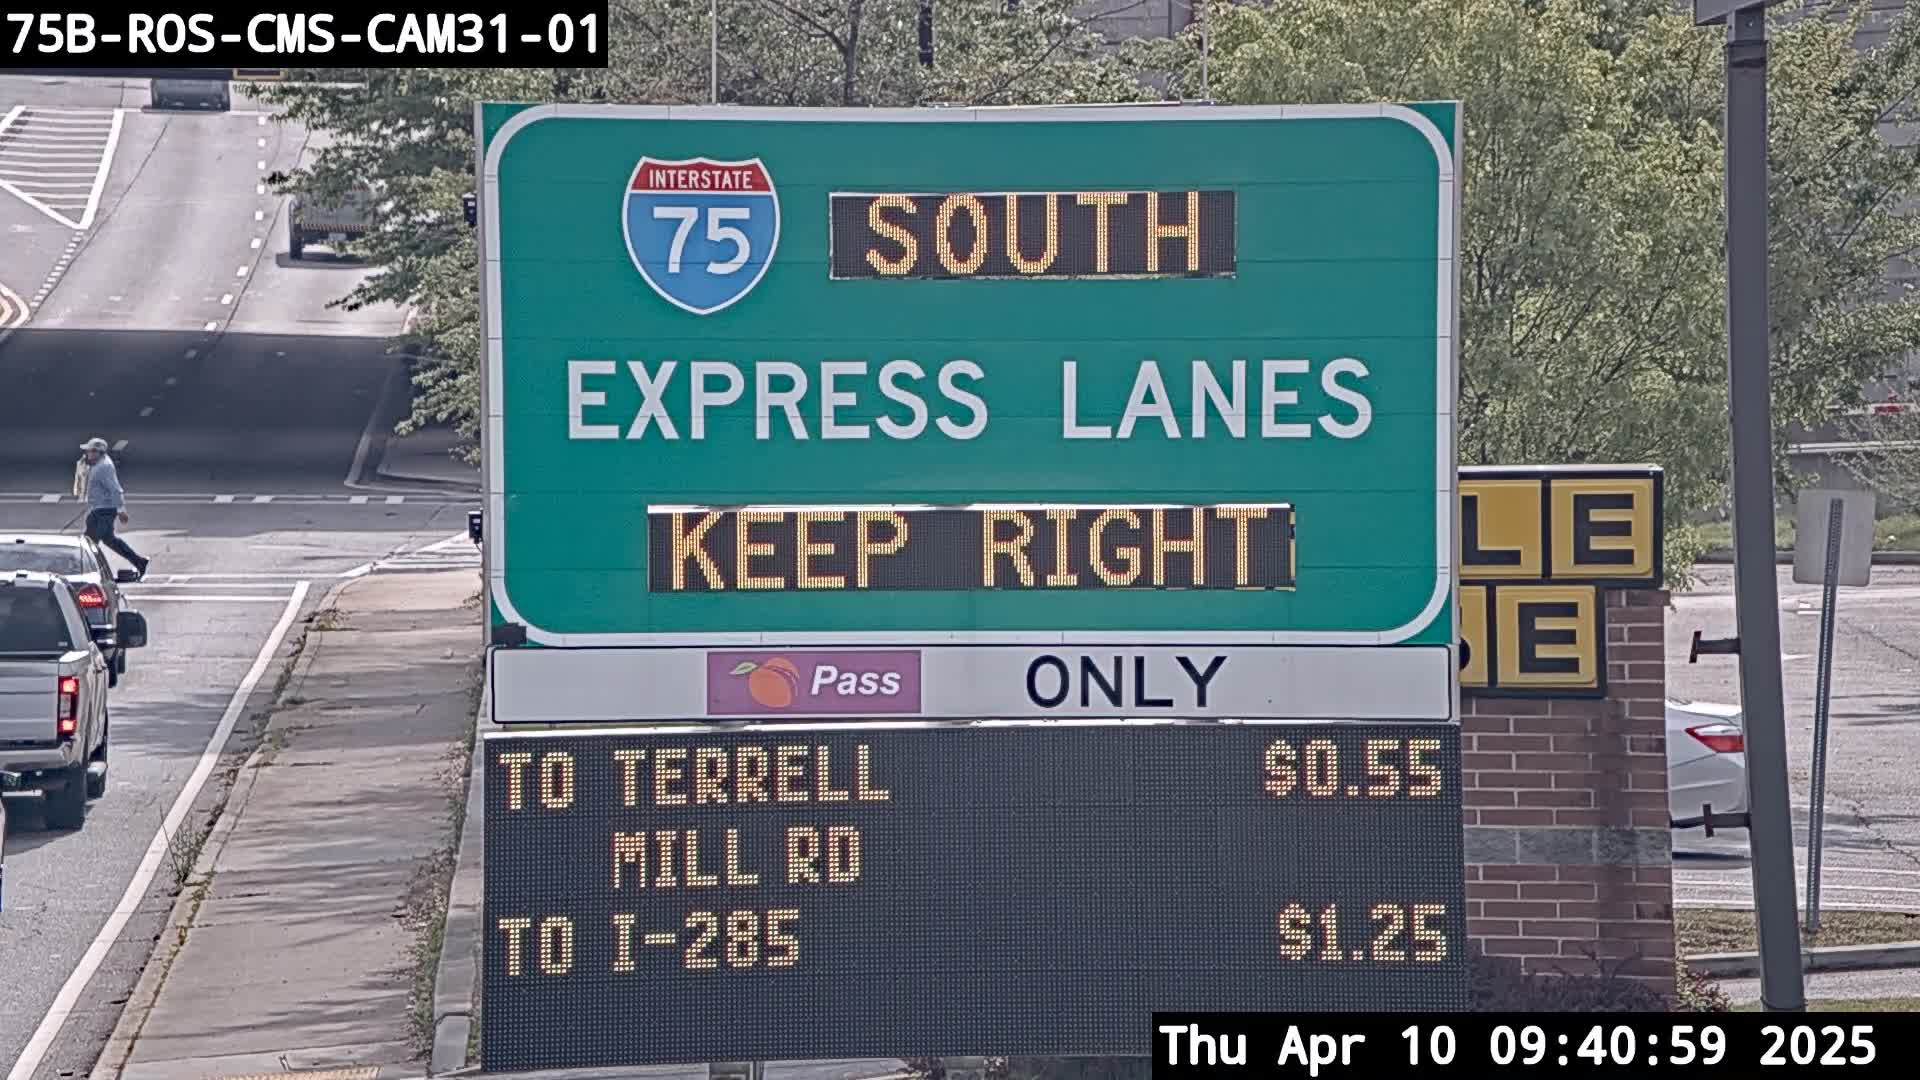 75B-ROS-CMS-CAM31-01
INTERSTATE
75
SOUTH
EXPRESS LANES
KEEP RIGHT
Pass ONLY
TO TERRELL $0.55
MILL RD
TO I-285 $1.25
LE
E
Thu Apr 10 09:40:59 2025